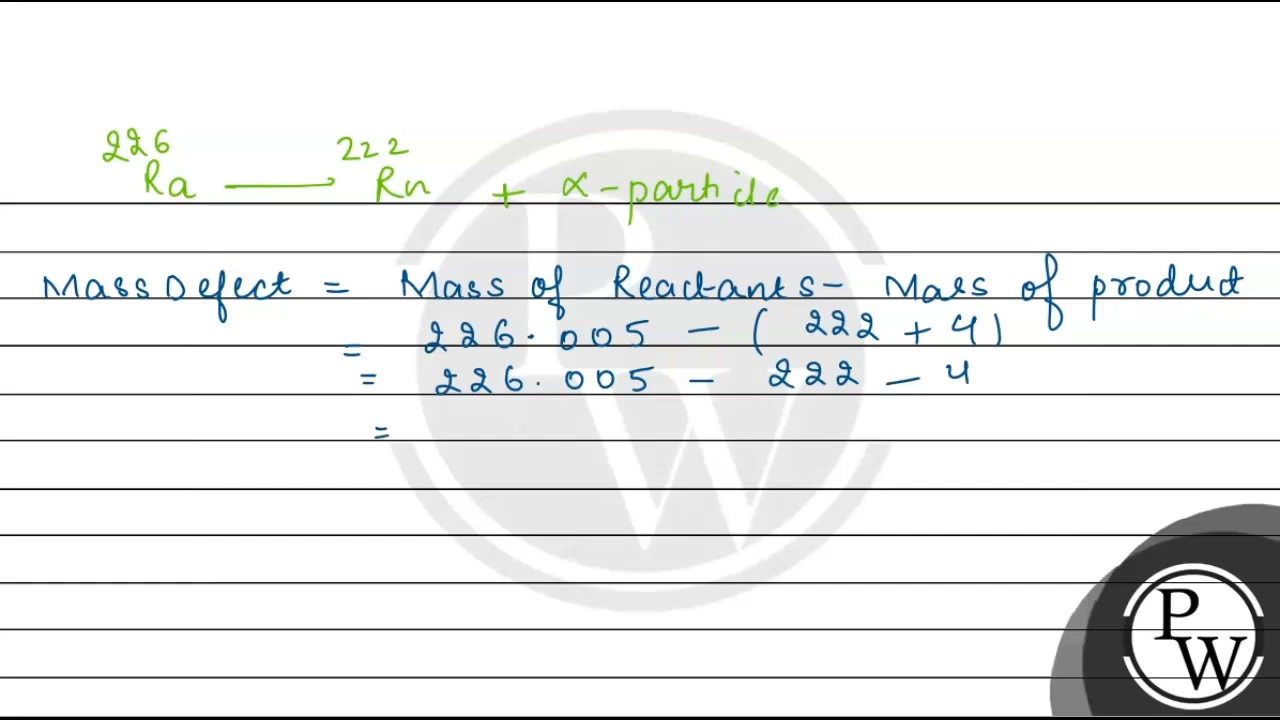 226 Ra ⟶ 222 Rn + α-particle
Mass Defect = Mass of Reactants - Mass of product
= 226.005 - (222 + 4)
= 226.005 - 222 - 4
=
PW
PW